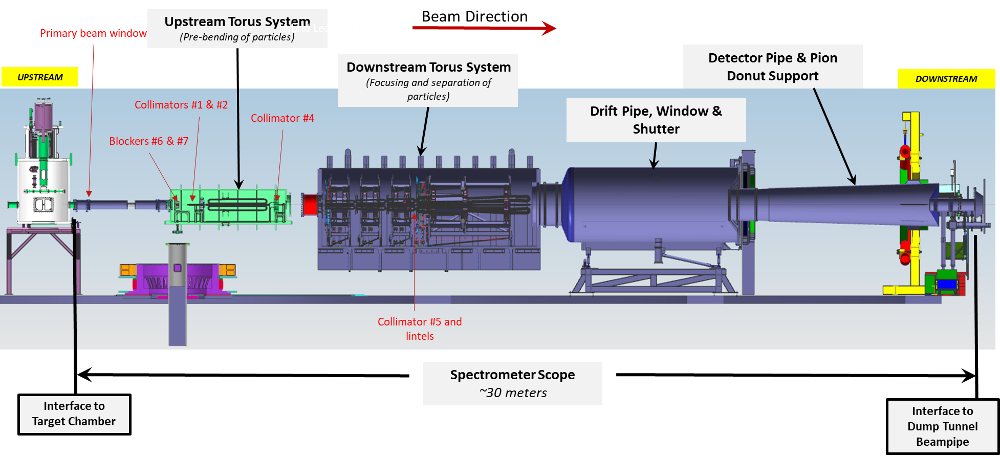 Beam Direction
Upstream Torus System
(Pre-bending of particles)
Primary beam window
Downstream Torus System
(Focusing and separation of
particles)
Detector Pipe & Pion
Donut Support
UPSTREAM
DOWNSTREAM
Collimators #1 & #2
Collimator #4
Drift Pipe, Window &
Shutter
Blockers #6 & #7
Collimator #5 and
lintels
Spectrometer Scope
~30 meters
Interface to
Target Chamber
Interface to
Dump Tunnel
Beampipe